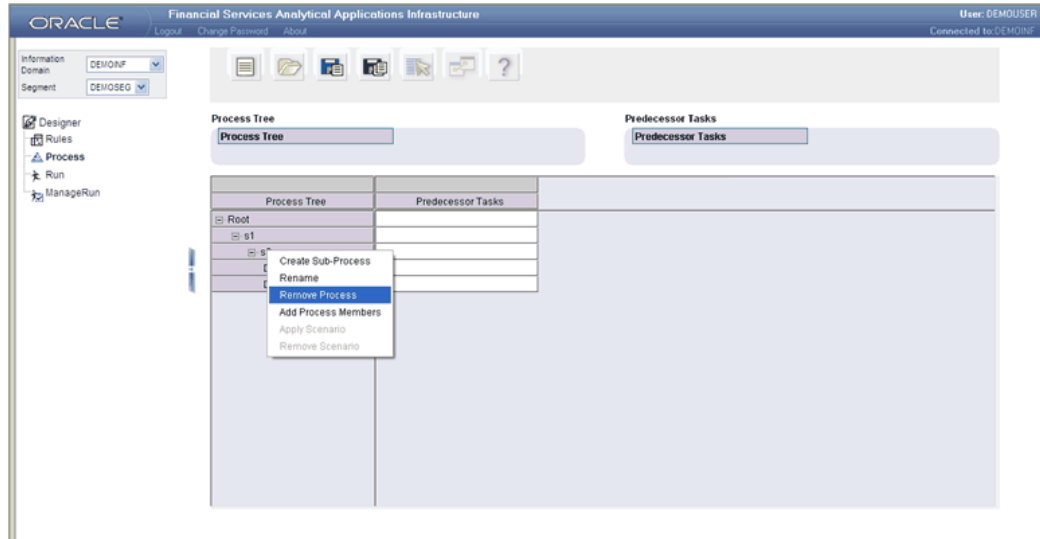 ORACLE
Financial Services Analytical Applications Infrastructure
User: DEMOUSER
Logout Change Password About
Connected to:DEMOINF
Information Domain
DEMOINF
Segment
DEMOSEG
?
Designer
Rules
Process
Run
ManageRun
Process Tree
Predecessor Tasks
Process Tree
Predecessor Tasks
Process Tree
Predecessor Tasks
Root
s1
Create Sub-Process
Rename
Remove Process
Add Process Members
Apply Scenario
Remove Scenario